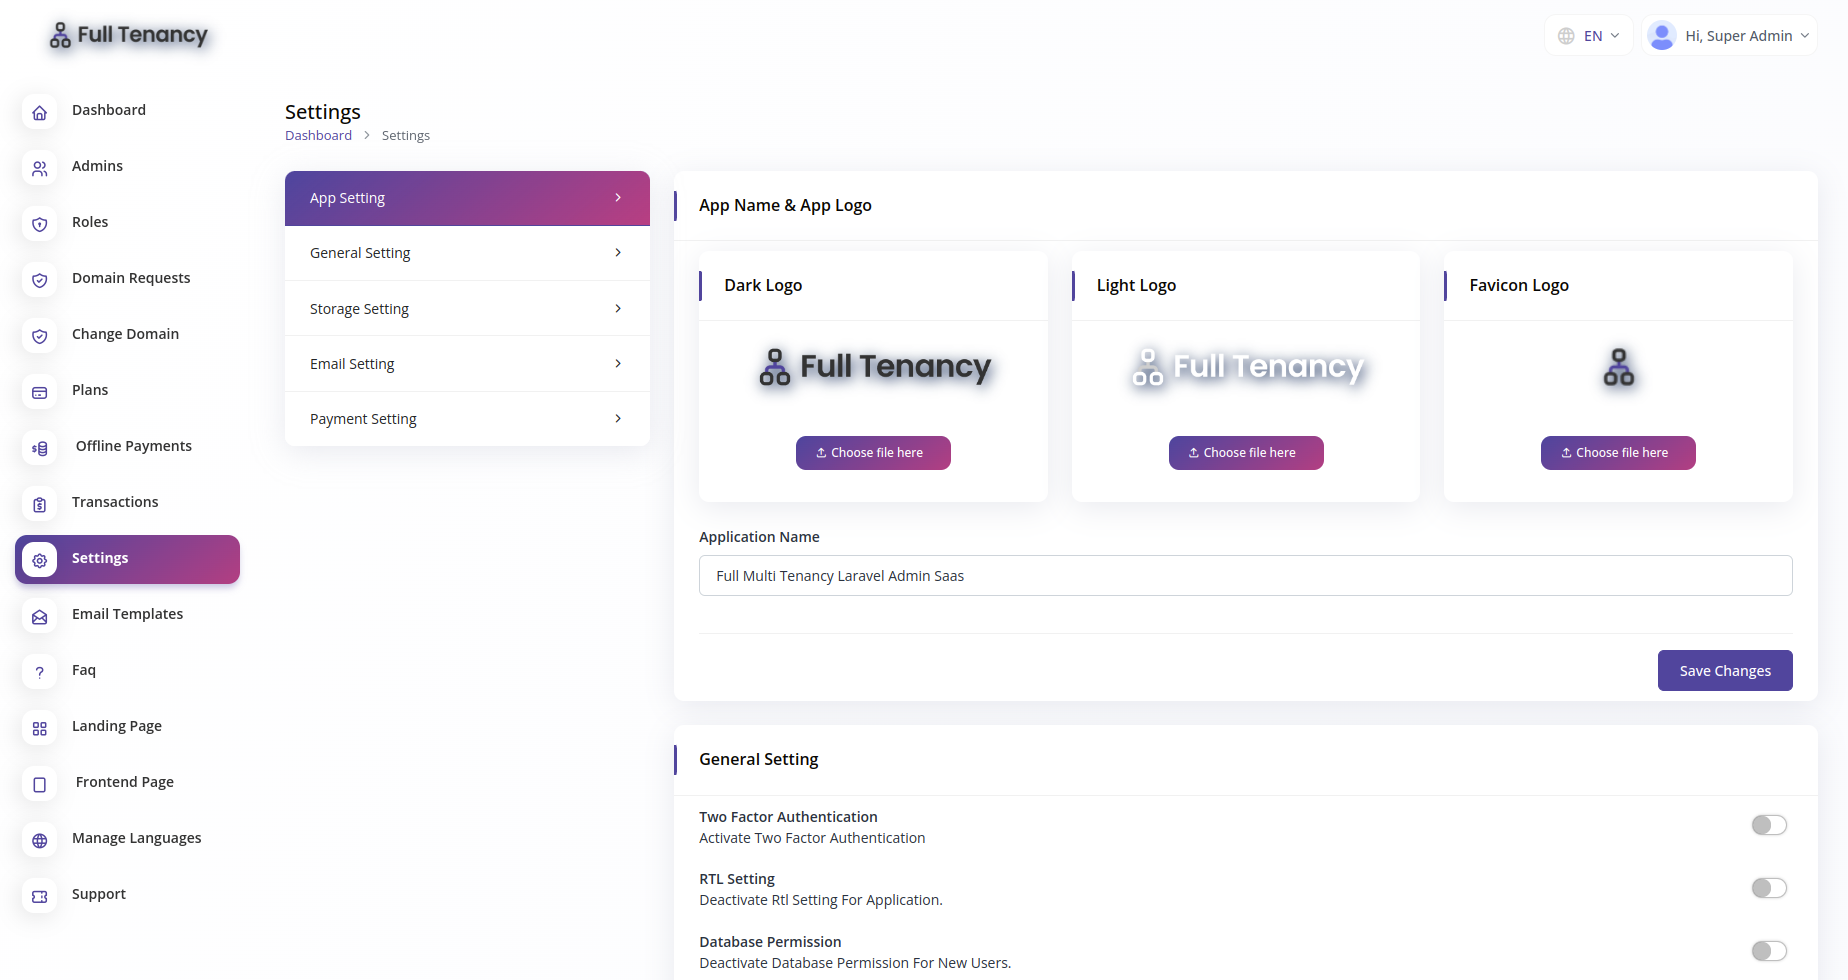 Full Tenancy
EN
Hi, Super Admin
Dashboard
Admins
Roles
Domain Requests
Change Domain
Plans
Offline Payments
Transactions
Settings
Email Templates
Faq
Landing Page
Frontend Page
Manage Languages
Support
Settings
Dashboard > Settings
App Setting
General Setting
Storage Setting
Email Setting
Payment Setting
App Name & App Logo
Dark Logo
Full Tenancy
Choose file here
Light Logo
Full Tenancy
Choose file here
Favicon Logo
Choose file here
Application Name
Full Multi Tenancy Laravel Admin Saas
Save Changes
General Setting
Two Factor Authentication
Activate Two Factor Authentication
RTL Setting
Deactivate Rtl Setting For Application.
Database Permission
Deactivate Database Permission For New Users.